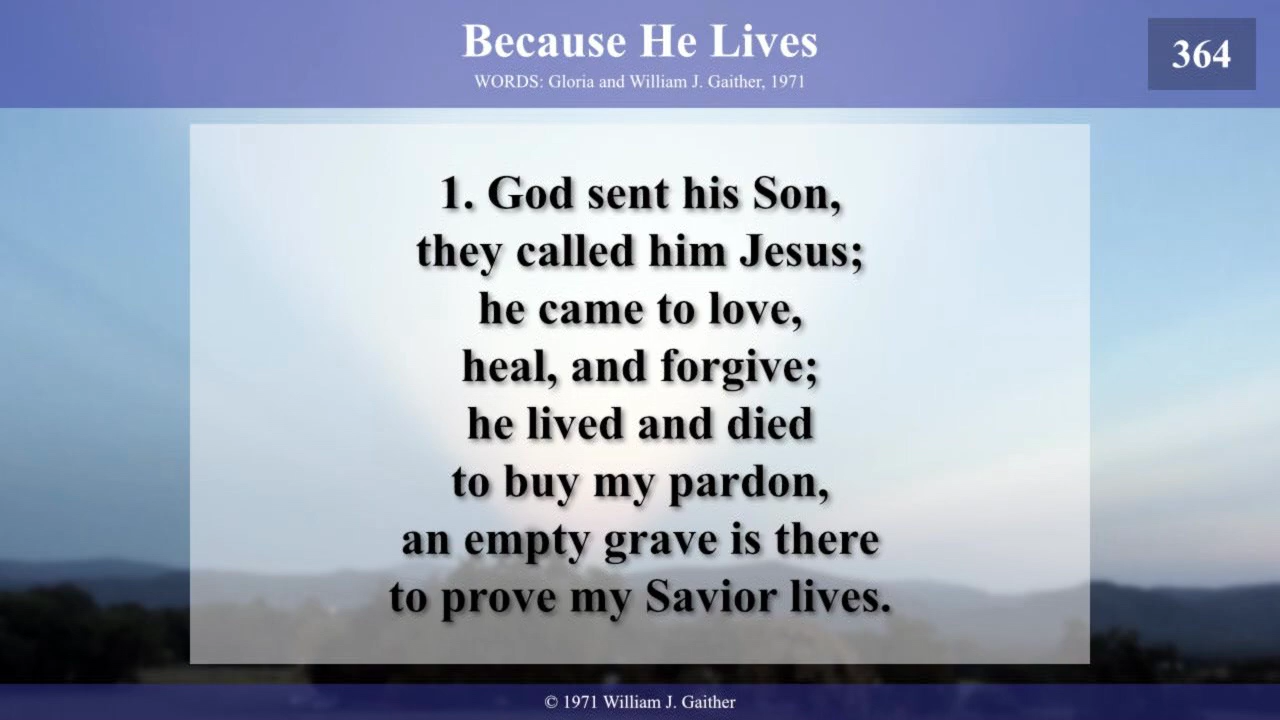 Because He Lives
WORDS: Gloria and William J. Gaither, 1971
364
1. God sent his Son,
they called him Jesus;
he came to love,
heal, and forgive;
he lived and died
to buy my pardon,
an empty grave is there
to prove my Savior lives.
© 1971 William J. Gaither